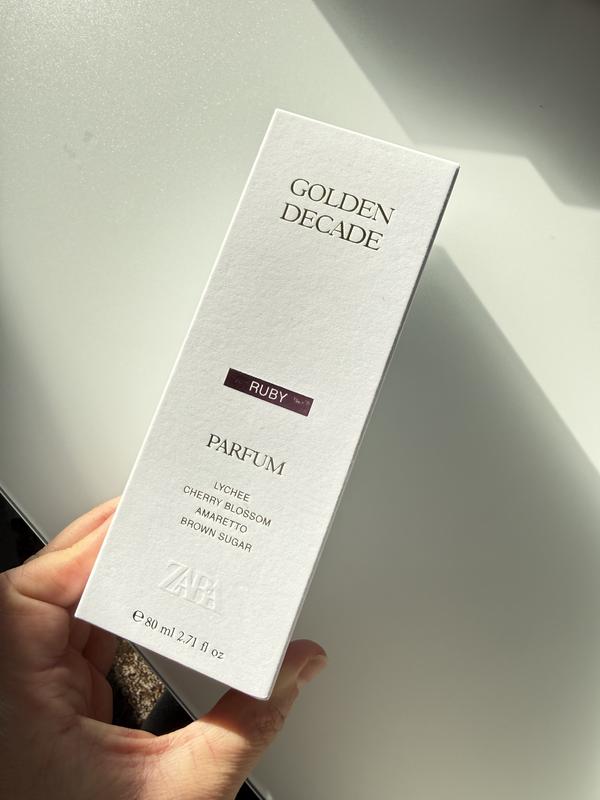 GOLDEN
DECADE
RUBY
PARFUM
LYCHEE
CHERRY BLOSSOM
AMARETTO
BROWN SUGAR
ZARA
℮ 80 ml 2.71 fl oz